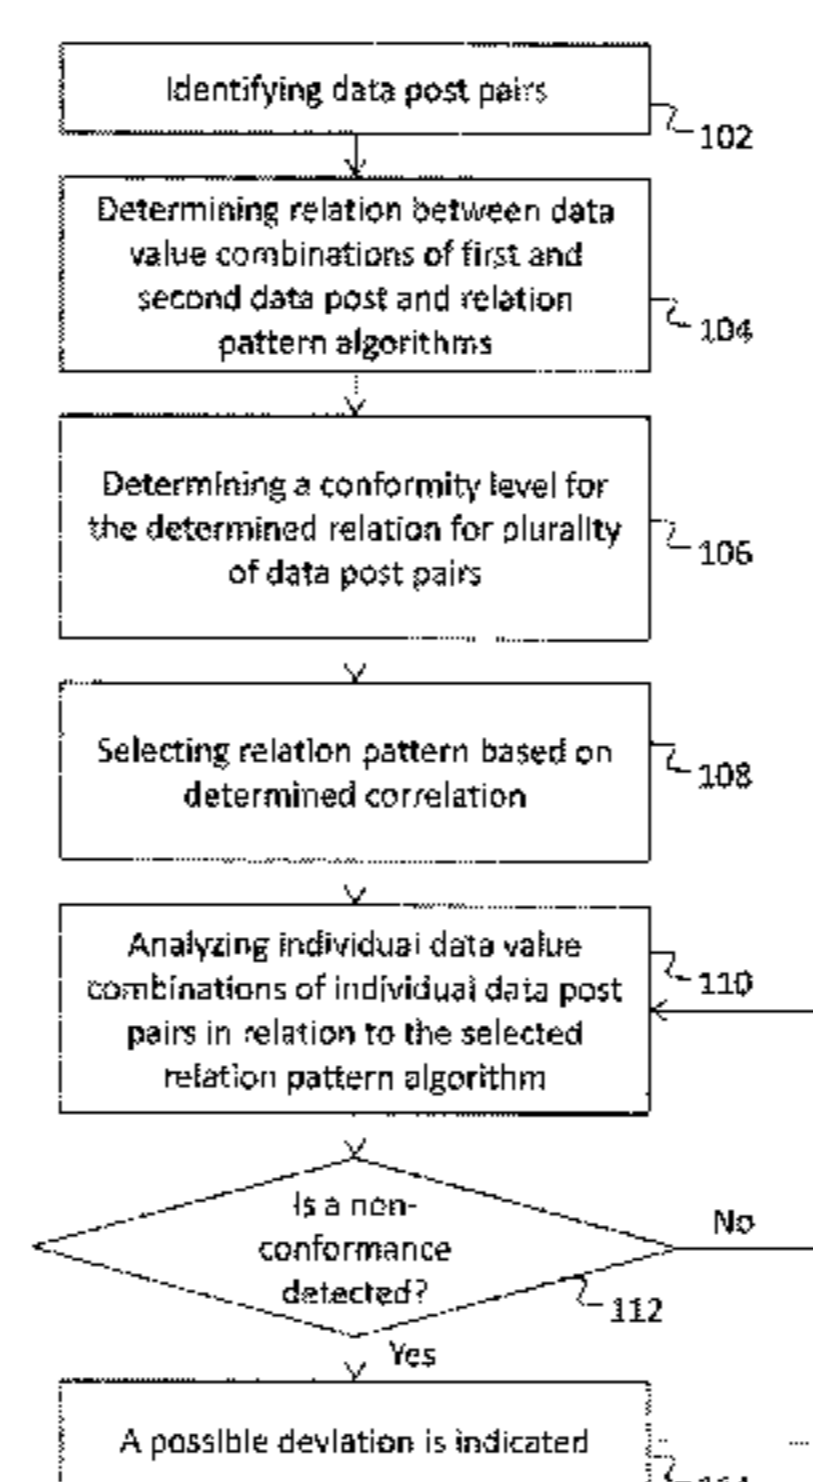 Identifying data post pairs
102
Determining relation between data
value combinations of first and
second data post and relation
pattern algorithms
104
Determining a conformity level for
the determined relation for plurality
of data post pairs
106
Selecting relation pattern based on
determined correlation
108
Analyzing individual data value
combinations of individual data post
pairs in relation to the selected
relation pattern algorithm
110
Is a non-
conformance
detected?
No
112
Yes
A possible deviation is indicated